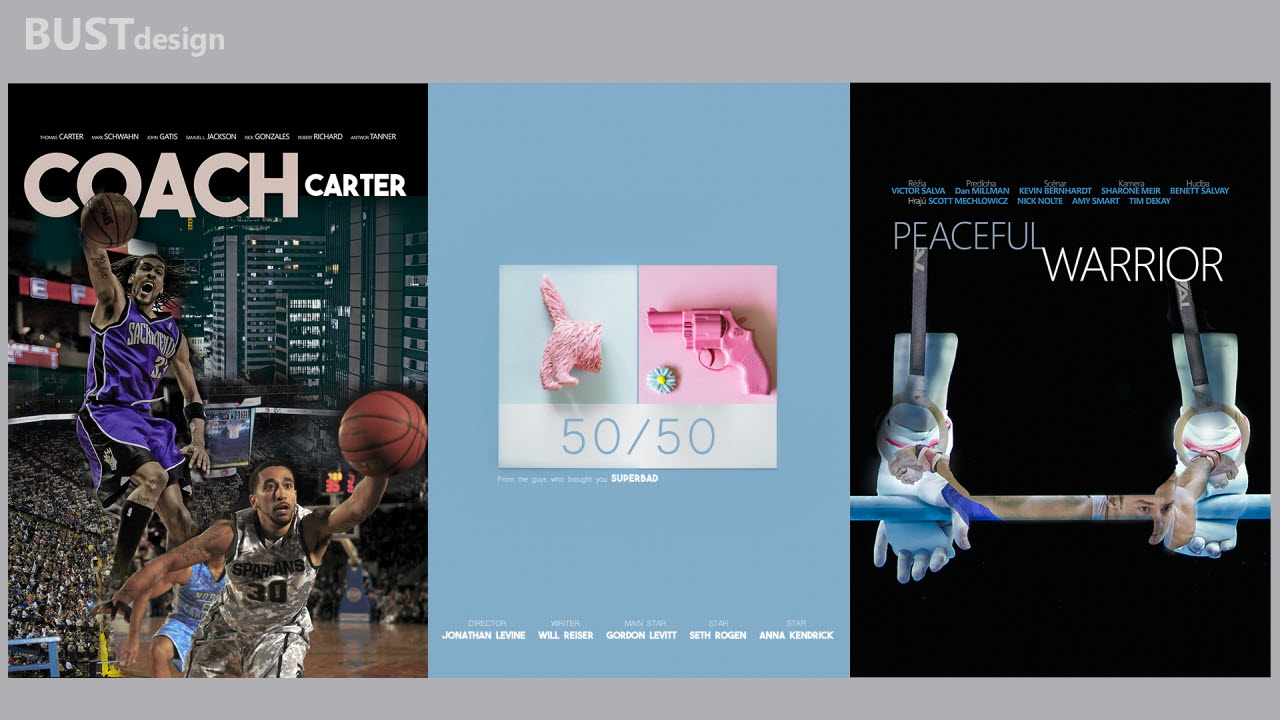 BUSTdesign
THOMAS CARTER MARK SCHWAHN JOHN GATIS SAMUEL L. JACKSON RICK GONZALES ROBERT RICHARD ANTWON TANNER
COACH CARTER
E F
SACRAMENTO
SPARTANS
30
50/50
From the guys who brought you SUPERBAD
DIRECTOR WRITER MAIN STAR STAR STAR
JONATHAN LEVINE WILL REISER GORDON LEVITT SETH ROGEN ANNA KENDRICK
Réžia Predloha Scénar Kamera Hudba
VICTOR SALVA Dan MILLMAN KEVIN BERNHARDT SHARONE MEIR BENETT SALVAY
Hrajú SCOTT MECHLOWICZ NICK NOLTE AMY SMART TIM DEKAY
PEACEFUL
WARRIOR